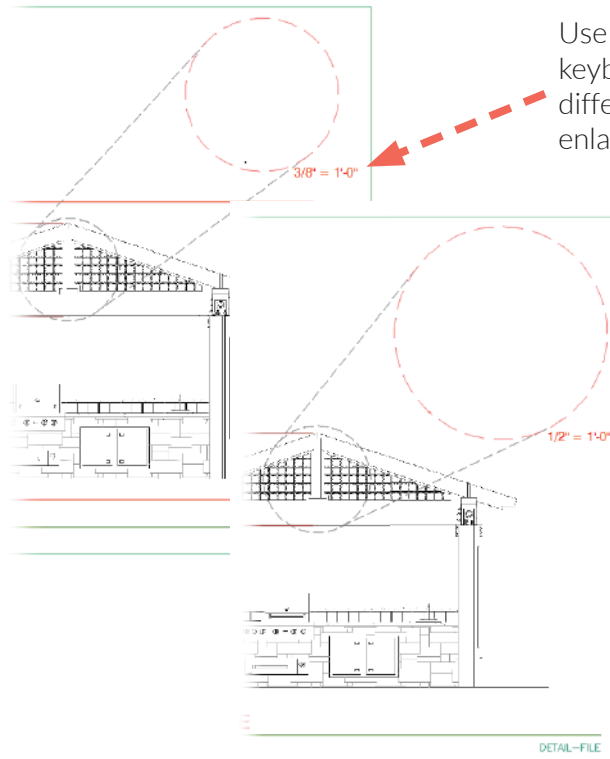 Use
keyb
diffe
enla
3/8" = 1'-0"
1/2" = 1'-0"
DETAIL-FILE